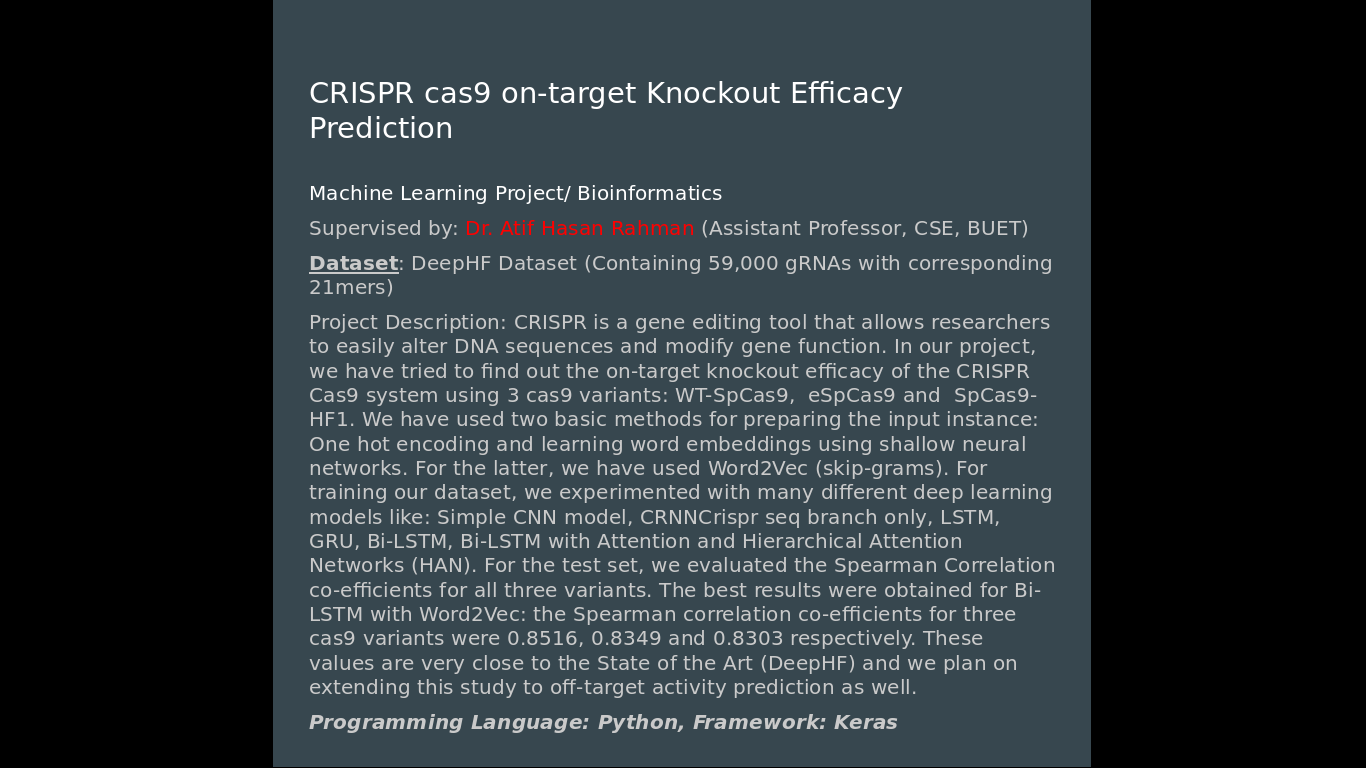 CRISPR cas9 on-target Knockout Efficacy
Prediction
Machine Learning Project/ Bioinformatics
Supervised by: Dr. Atif Hasan Rahman (Assistant Professor, CSE, BUET)
Dataset: DeepHF Dataset (Containing 59,000 gRNAs with corresponding
21mers)
Project Description: CRISPR is a gene editing tool that allows researchers
to easily alter DNA sequences and modify gene function. In our project,
we have tried to find out the on-target knockout efficacy of the CRISPR
Cas9 system using 3 cas9 variants: WT-SpCas9,  eSpCas9 and  SpCas9-
HF1. We have used two basic methods for preparing the input instance:
One hot encoding and learning word embeddings using shallow neural
networks. For the latter, we have used Word2Vec (skip-grams). For
training our dataset, we experimented with many different deep learning
models like: Simple CNN model, CRNNCrispr seq branch only, LSTM,
GRU, Bi-LSTM, Bi-LSTM with Attention and Hierarchical Attention
Networks (HAN). For the test set, we evaluated the Spearman Correlation
co-efficients for all three variants. The best results were obtained for Bi-
LSTM with Word2Vec: the Spearman correlation co-efficients for three
cas9 variants were 0.8516, 0.8349 and 0.8303 respectively. These
values are very close to the State of the Art (DeepHF) and we plan on
extending this study to off-target activity prediction as well.
Programming Language: Python, Framework: Keras